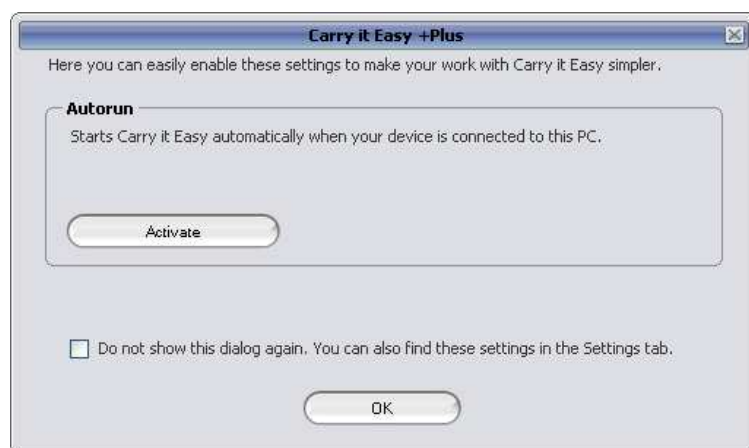 Carry it Easy +Plus
Here you can easily enable these settings to make your work with Carry it Easy simpler.
Autorun
Starts Carry it Easy automatically when your device is connected to this PC.
Activate
Do not show this dialog again. You can also find these settings in the Settings tab.
OK